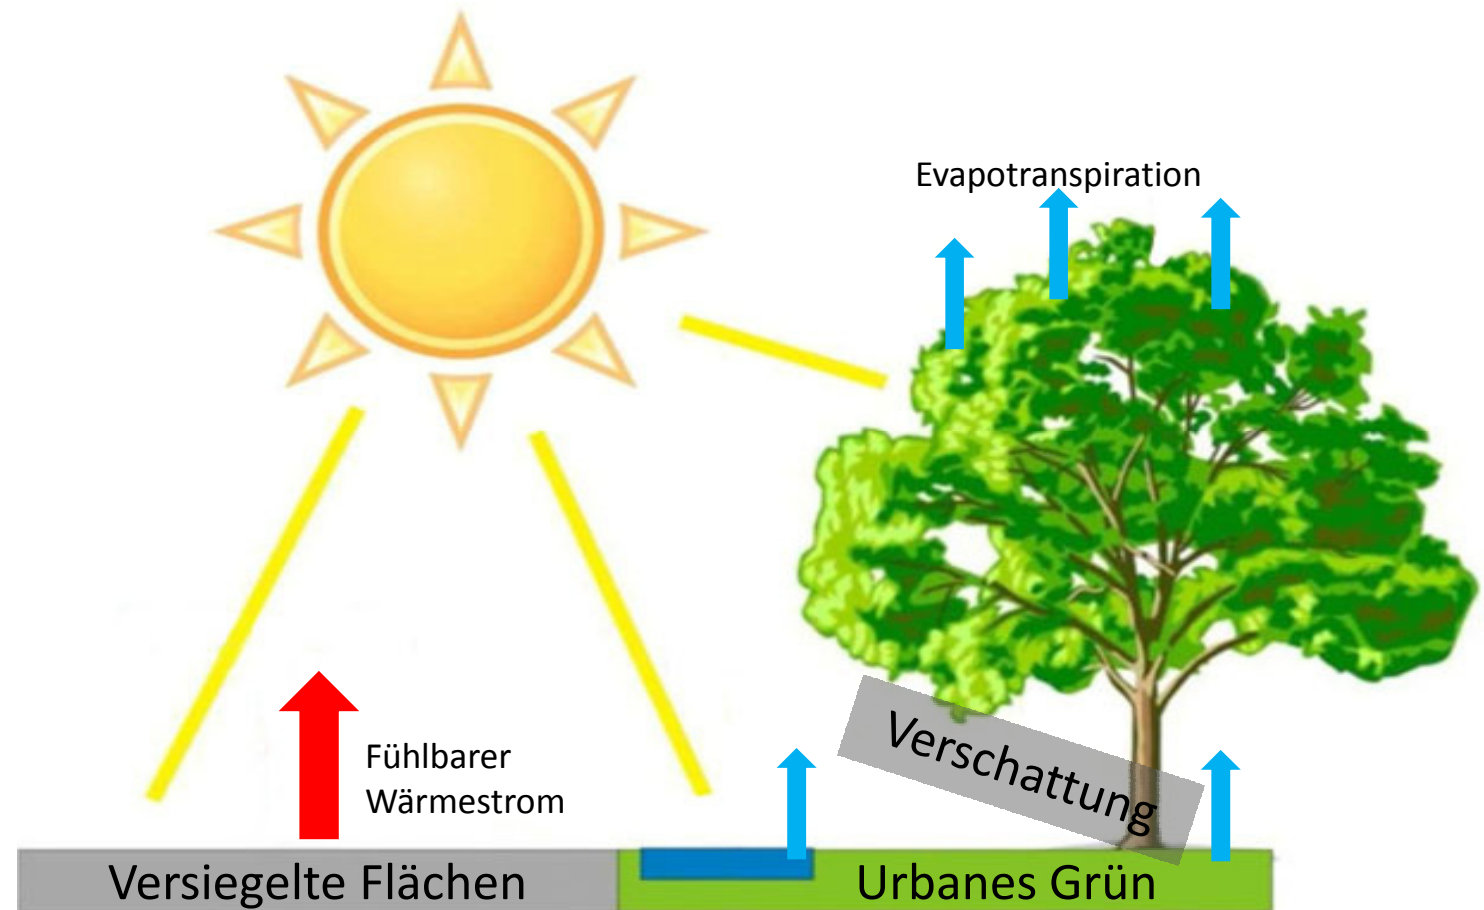 Evapotranspiration
Fühlbarer
Wärmestrom
Verschattung
Versiegelte Flächen
Urbanes Grün